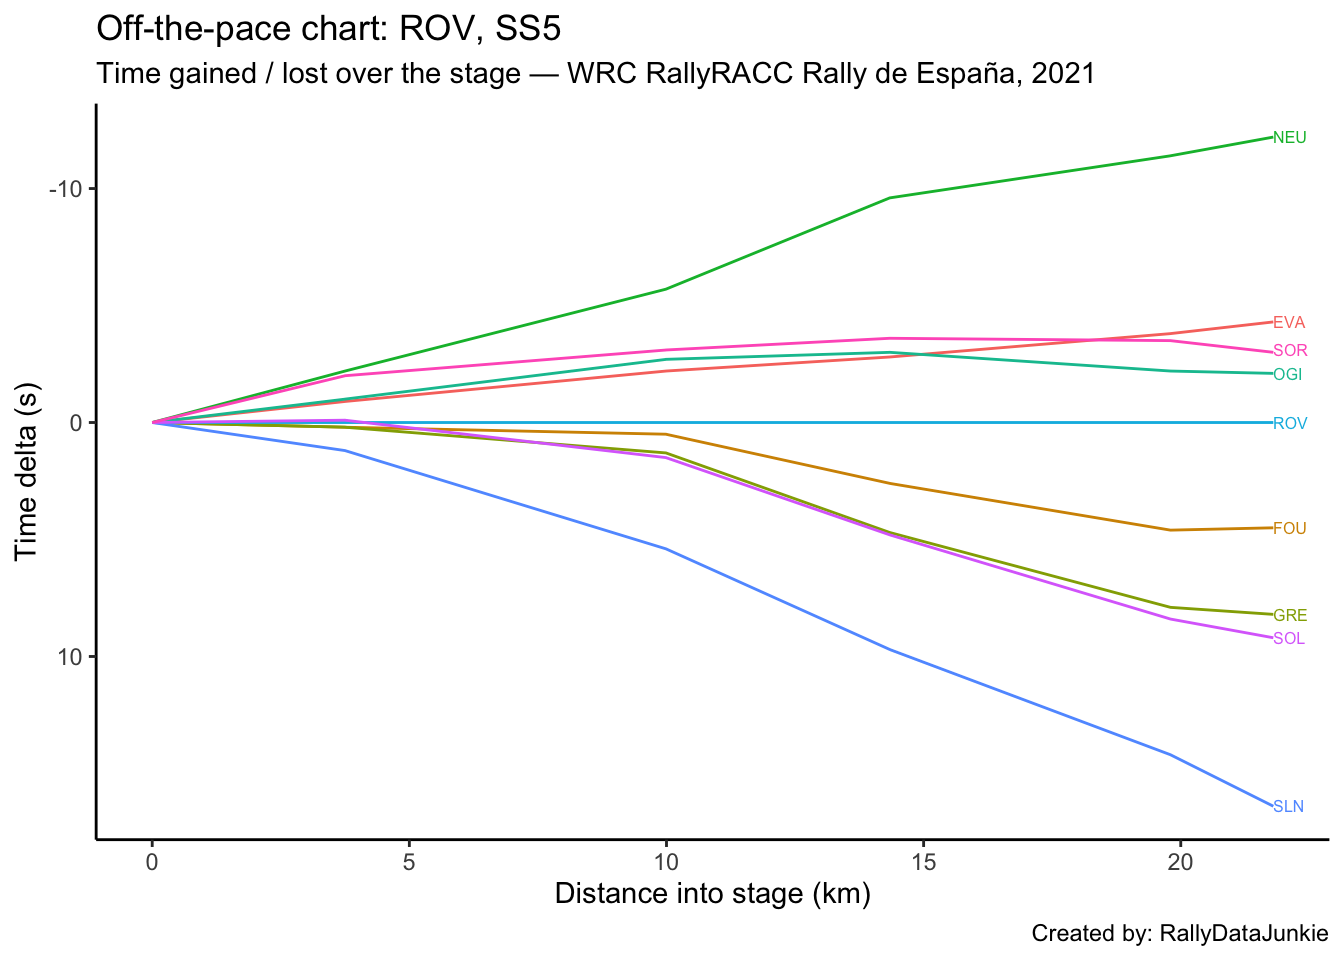 Off-the-pace chart: ROV, SS5
Time gained / lost over the stage — WRC RallyRACC Rally de España, 2021
NEU
-10
EVA
SOR
OGI
0
ROV
Time delta (s)
FOU
GRE
SOL
10
SLN
0 5 10 15 20
Distance into stage (km)
Created by: RallyDataJunkie